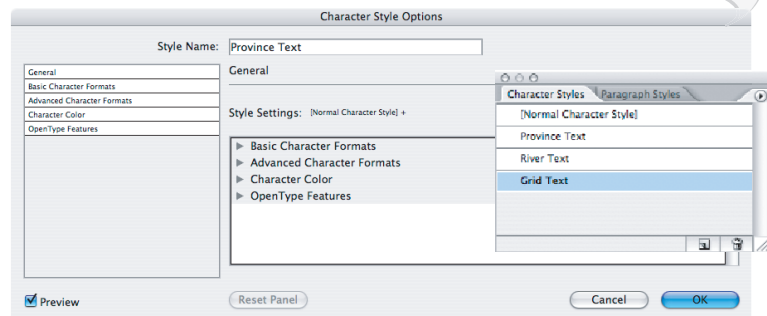 Character Style Options
Style Name: Province Text
General
Basic Character Formats
Advanced Character Formats
Character Color
OpenType Features
General
Style Settings: [Normal Character Style] +
Basic Character Formats
Advanced Character Formats
Character Color
OpenType Features
Character Styles Paragraph Styles
[Normal Character Style]
Province Text
River Text
Grid Text
Preview
Reset Panel
Cancel
OK